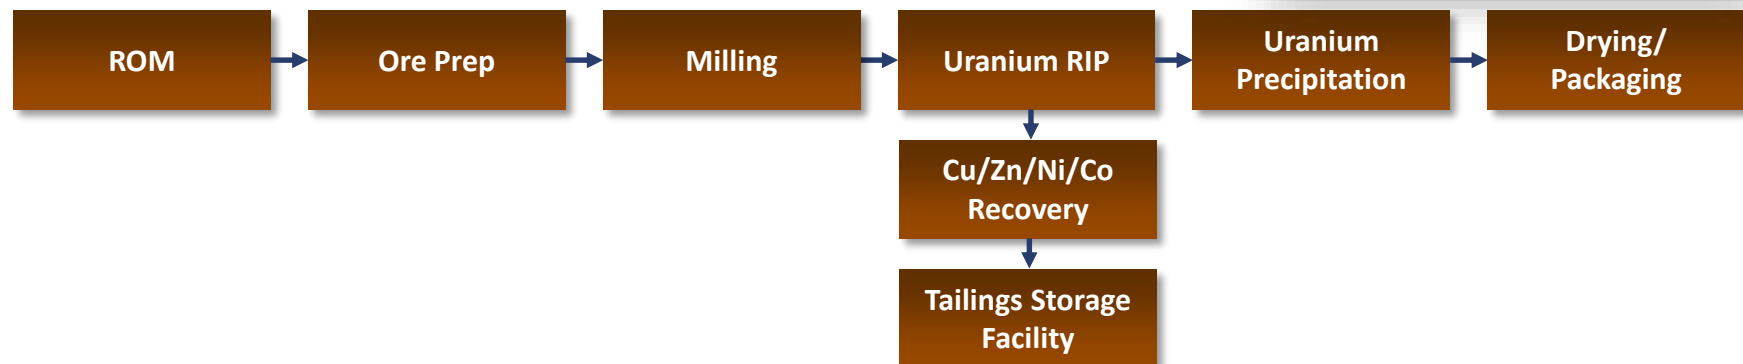 ROM
Ore Prep
Milling
Uranium RIP
Uranium
Precipitation
Drying/
Packaging
Cu/Zn/Ni/Co
Recovery
Tailings Storage
Facility